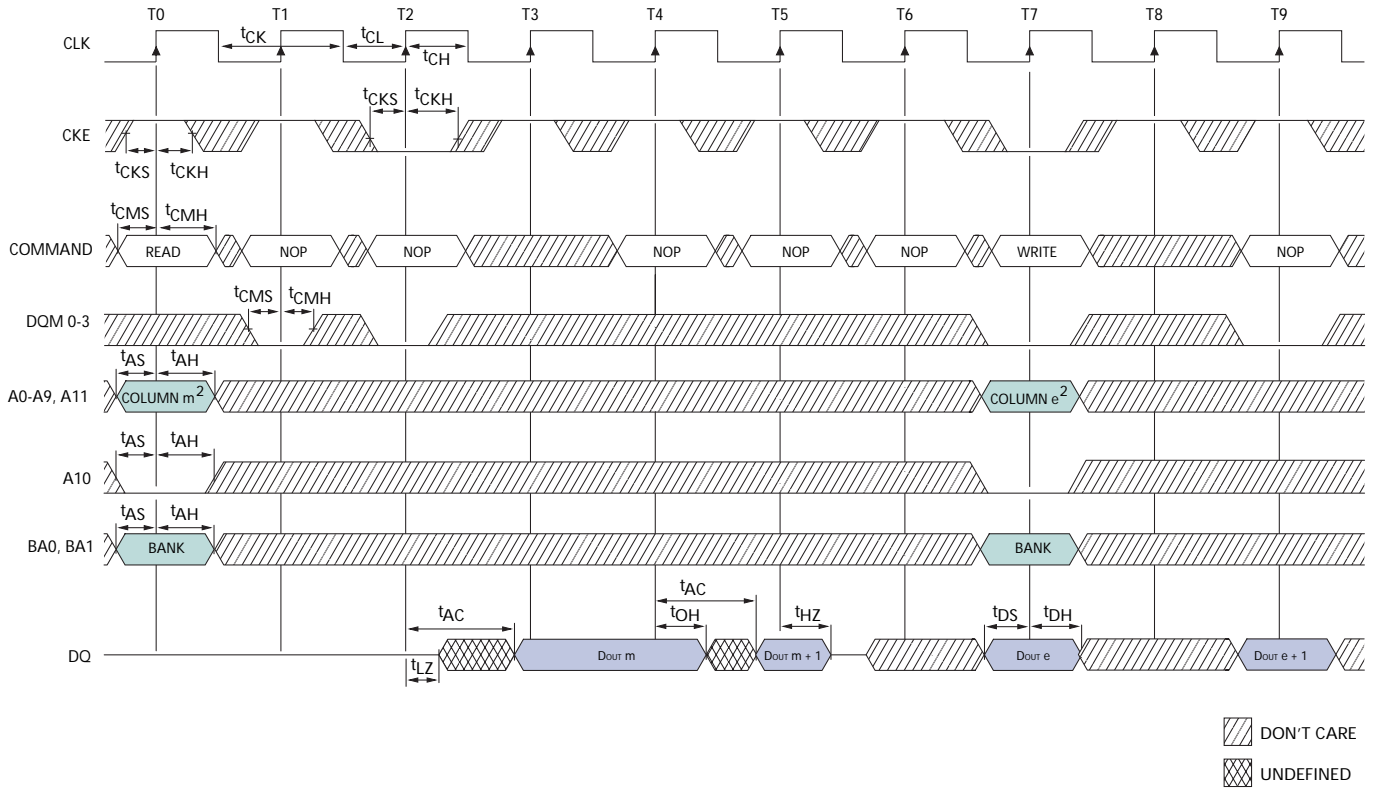 T0 T1 T2 T3 T4 T5 T6 T7 T8 T9
CLK
tCK tCL
tCH
tCKS tCKH
CKE
tCKS tCKH
tCMS tCMH
COMMAND READ NOP NOP NOP NOP NOP WRITE NOP
tCMS tCMH
DQM 0-3
tAS tAH
A0-A9, A11 COLUMN m² COLUMN e²
tAS tAH
A10
tAS tAH
BA0, BA1 BANK BANK
tAC
tAC tOH tHZ tDS tDH
DQ DOUT m DOUT m + 1 DOUT e DOUT e + 1
tLZ
DON'T CARE
UNDEFINED